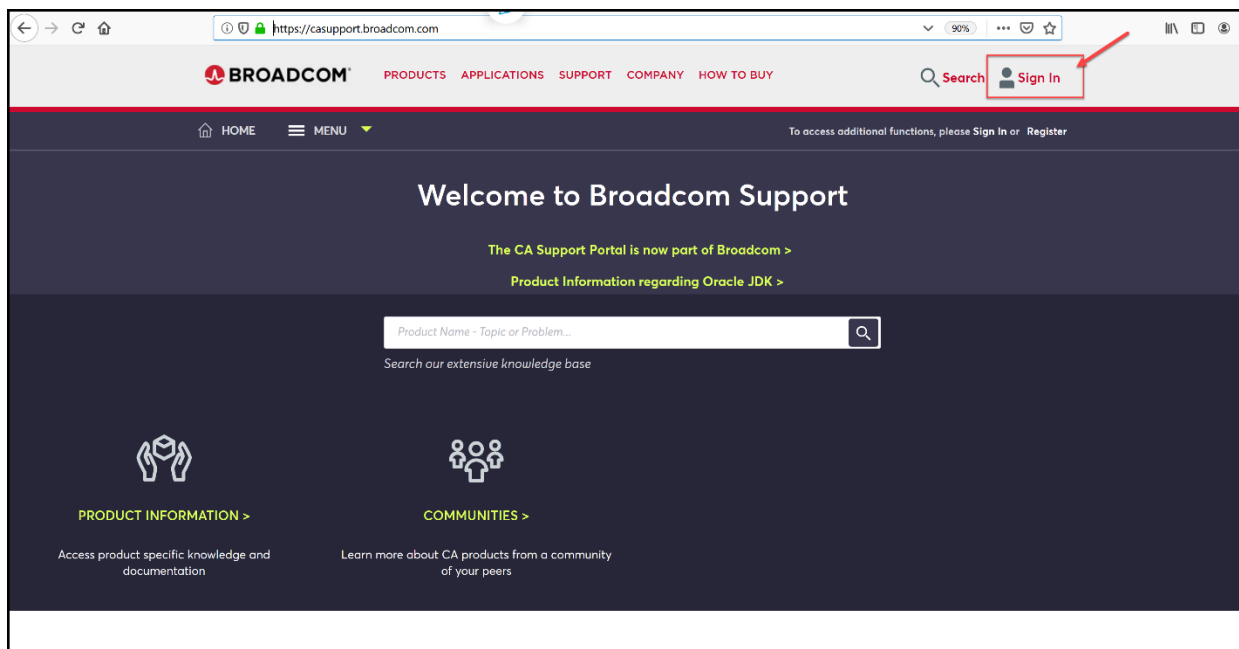 https://casupport.broadcom.com 90%
BROADCOM® PRODUCTS APPLICATIONS SUPPORT COMPANY HOW TO BUY Search Sign In
HOME MENU To access additional functions, please Sign In or Register
Welcome to Broadcom Support
The CA Support Portal is now part of Broadcom >
Product Information regarding Oracle JDK >
Product Name - Topic or Problem...
Search our extensive knowledge base
PRODUCT INFORMATION > COMMUNITIES >
Access product specific knowledge and documentation
Learn more about CA products from a community of your peers